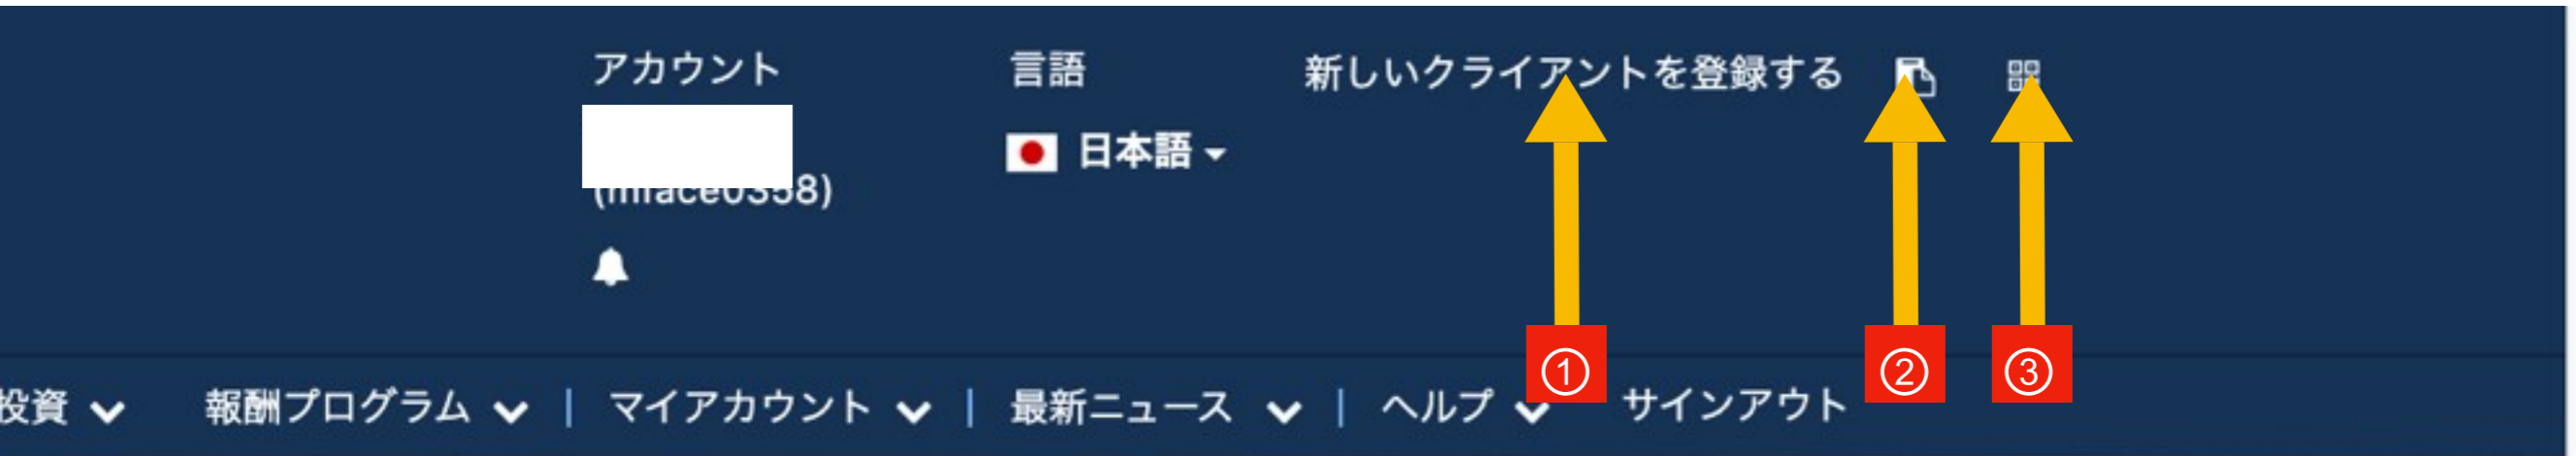 アカウント
言語
新しいクライアントを登録する
日本語
①
②
③
投資
報酬プログラム
マイアカウント
最新ニュース
ヘルプ
サインアウト